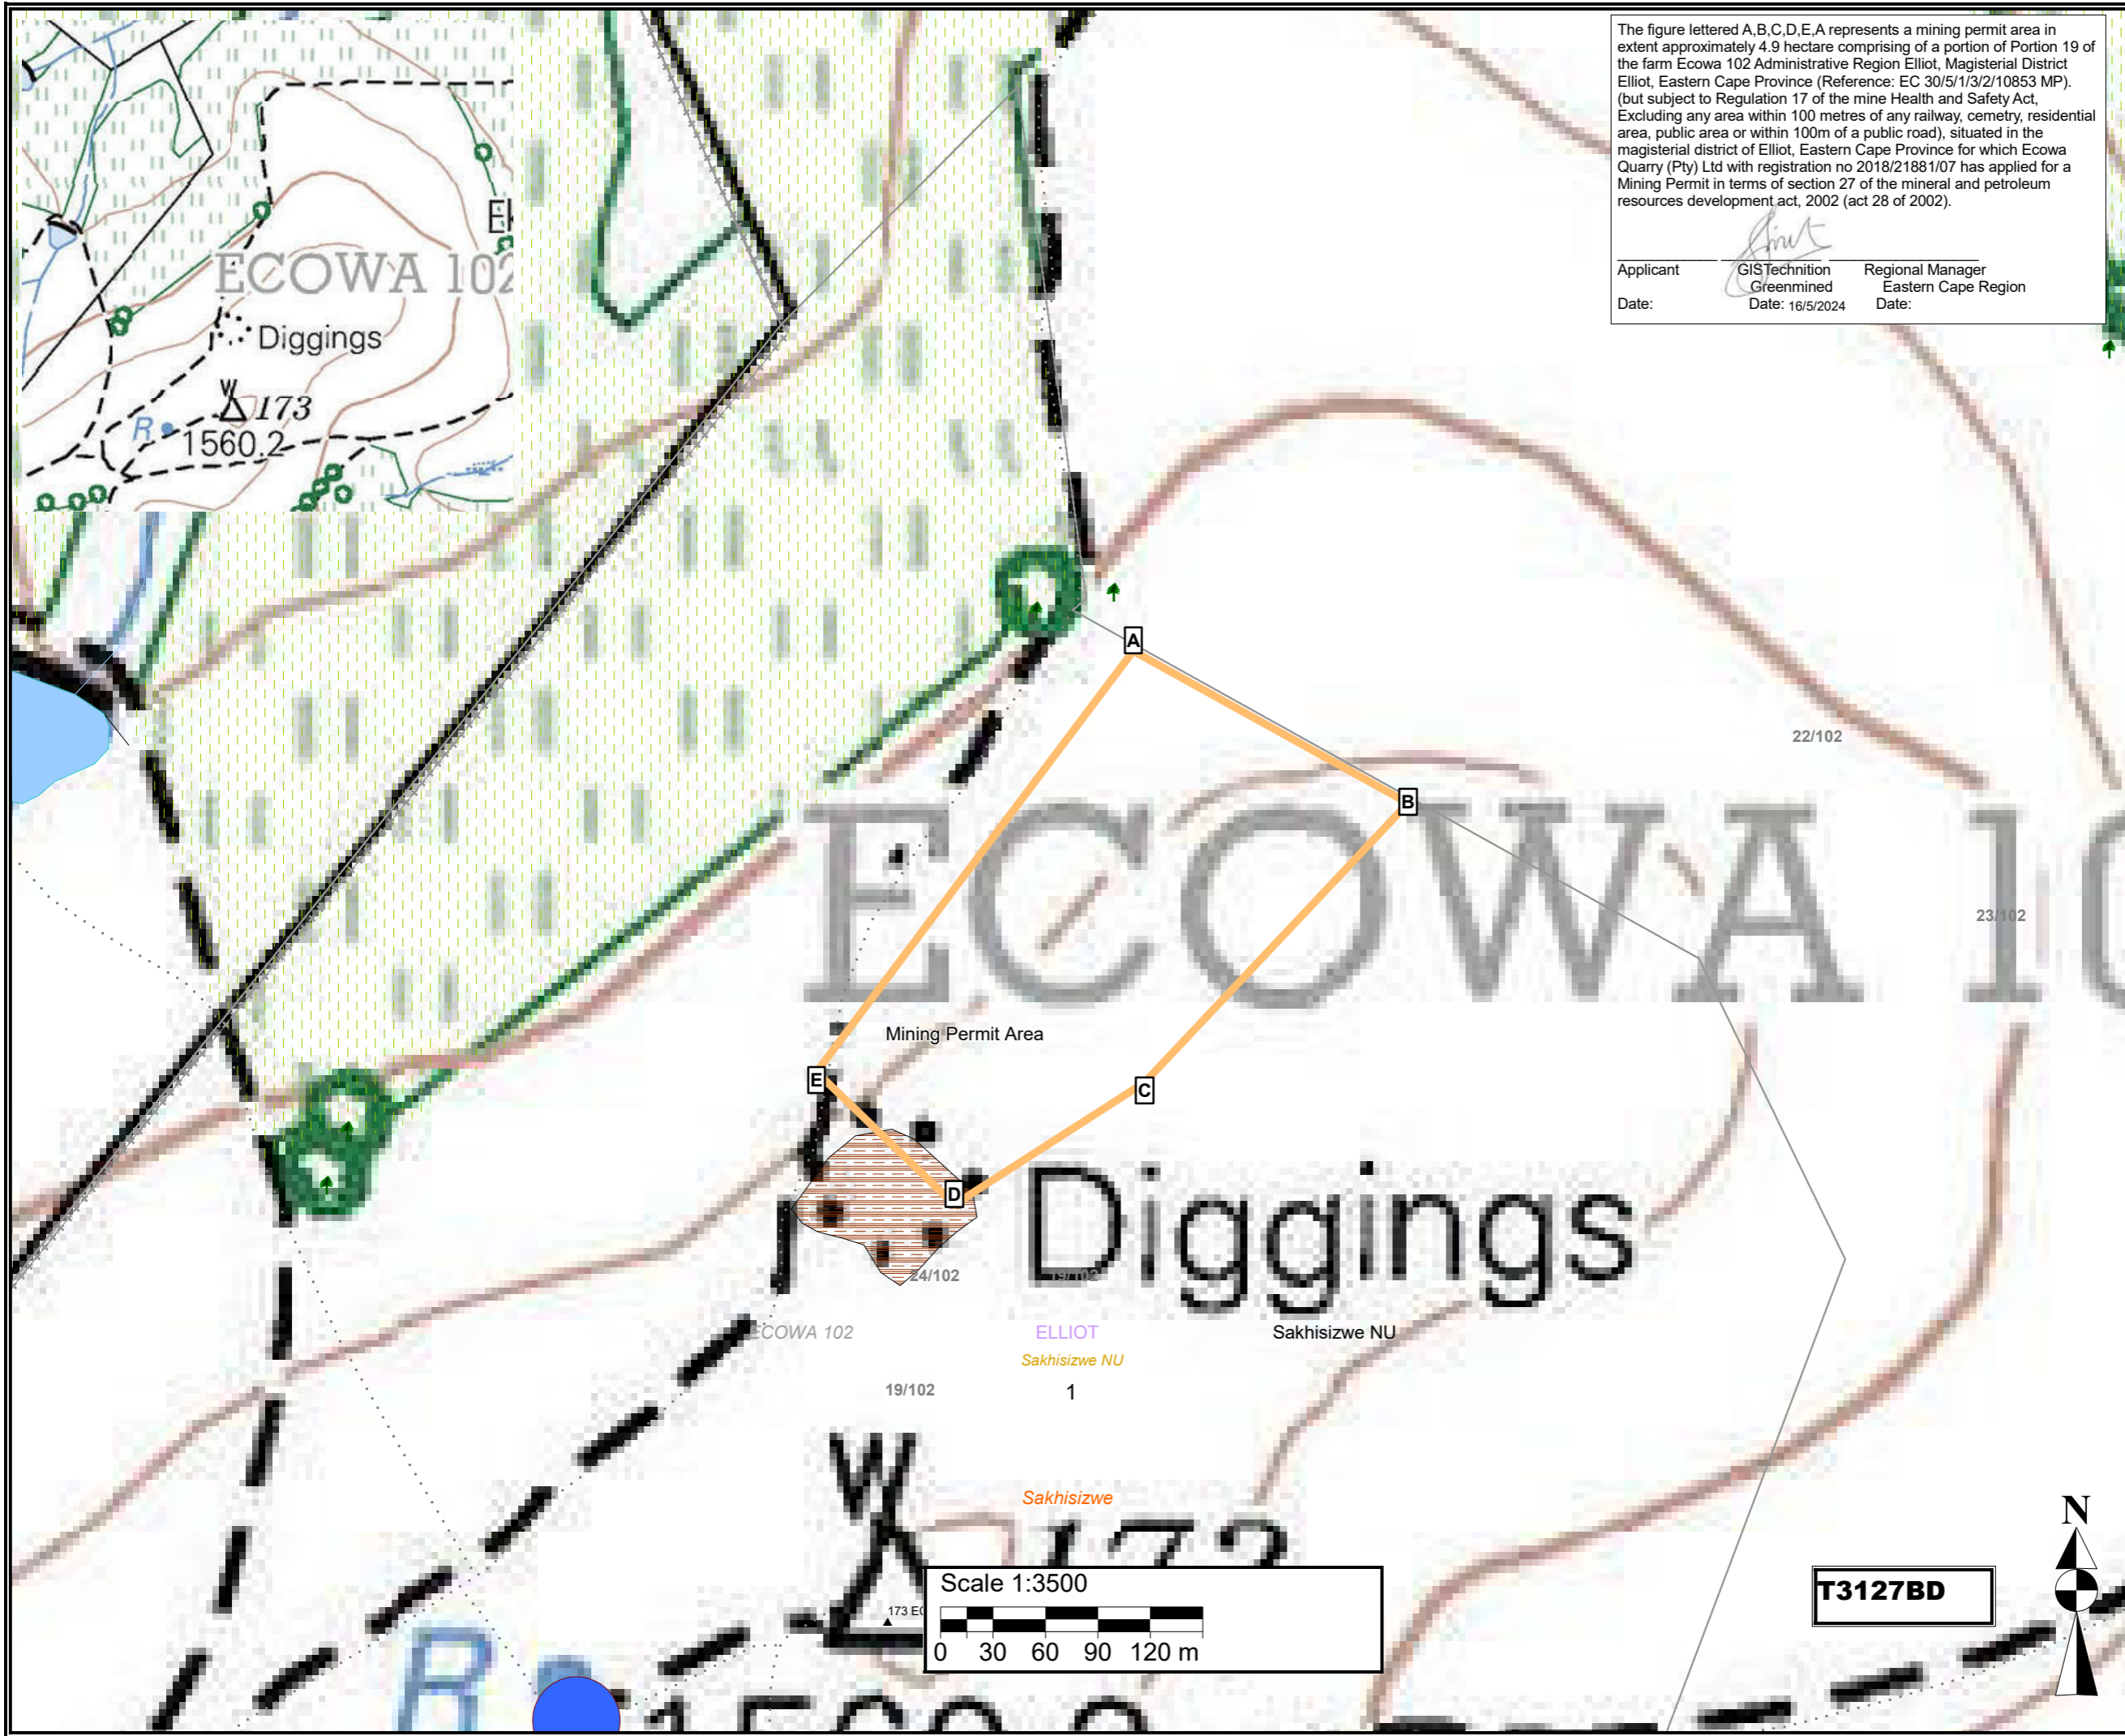 The figure lettered A,B,C,D,E,A represents a mining permit area in
extent approximately 4.9 hectare comprising of a portion of Portion 19 of
the farm Ecowa 102 Administrative Region Elliot, Magisterial District
Elliot, Eastern Cape Province (Reference: EC 30/5/1/3/2/10853 MP).
(but subject to Regulation 17 of the mine Health and Safety Act,
Excluding any area within 100 metres of any railway, cemetry, residential
area, public area or within 100m of a public road), situated in the
magisterial district of Elliot, Eastern Cape Province for which Ecowa
Quarry (Pty) Ltd with registration no 2018/21881/07 has applied for a
Mining Permit in terms of section 27 of the mineral and petroleum
resources development act, 2002 (act 28 of 2002).
Applicant GISTechnition Regional Manager
Greenmined Eastern Cape Region
Date: Date: 16/5/2024 Date:
ECOWA 102
Diggings
173
R
1560.2
A
B
22/102
ECOWA 10
23/102
Mining Permit Area
E
C
D
Diggings
24/102
19/102
ECOWA 102
ELLIOT
Sakhisizwe NU
Sakhisizwe NU
19/102
1
Sakhisizwe
173
N
Scale 1:3500
0 30 60 90 120 m
T3127BD
R